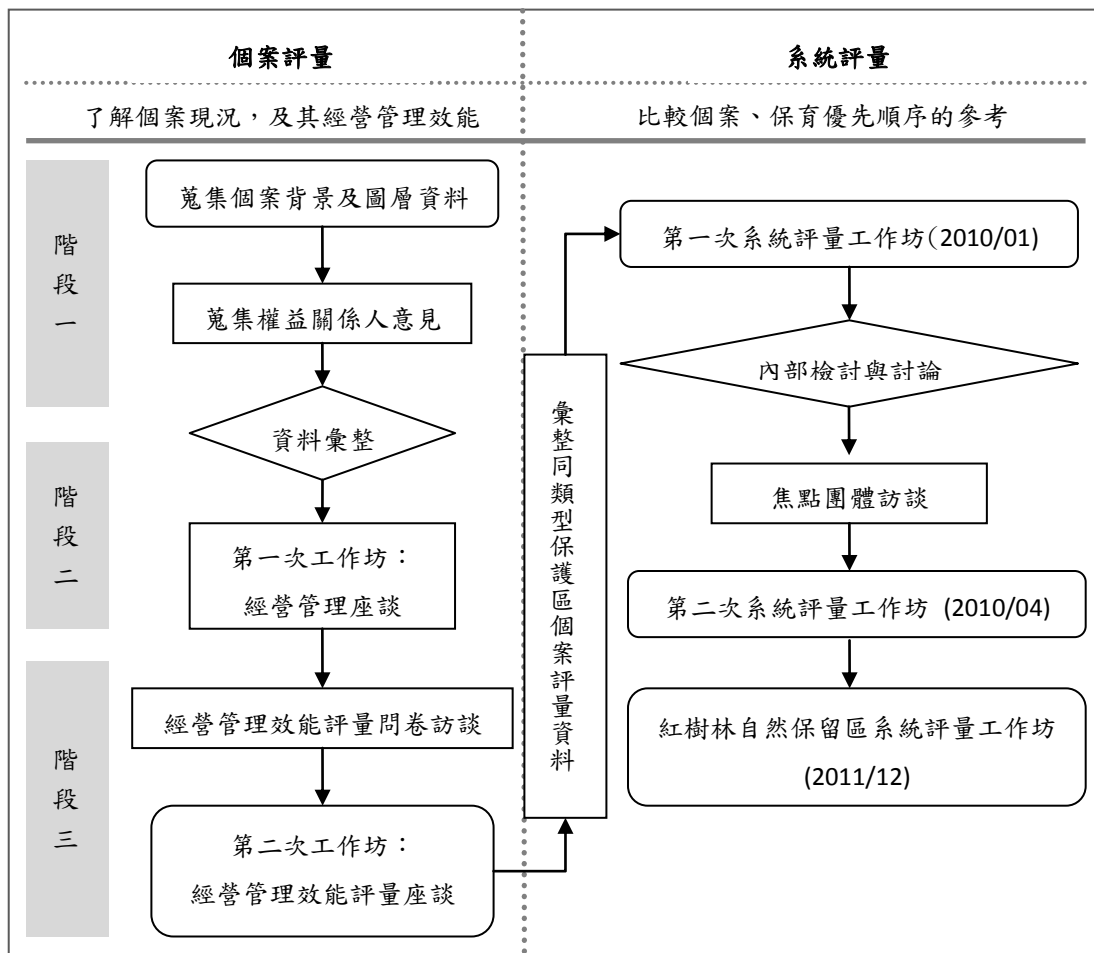 個案評量
了解個案現況，及其經營管理效能
階段一
蒐集個案背景及圖層資料
蒐集權益關係人意見
資料彙整
階段二
第一次工作坊：
經營管理座談
階段三
經營管理效能評量問卷訪談
第二次工作坊：
經營管理效能評量座談
彙整同類型保護區個案評量資料
系統評量
比較個案、保育優先順序的參考
第一次系統評量工作坊(2010/01)
內部檢討與討論
焦點團體訪談
第二次系統評量工作坊 (2010/04)
紅樹林自然保留區系統評量工作坊
(2011/12)